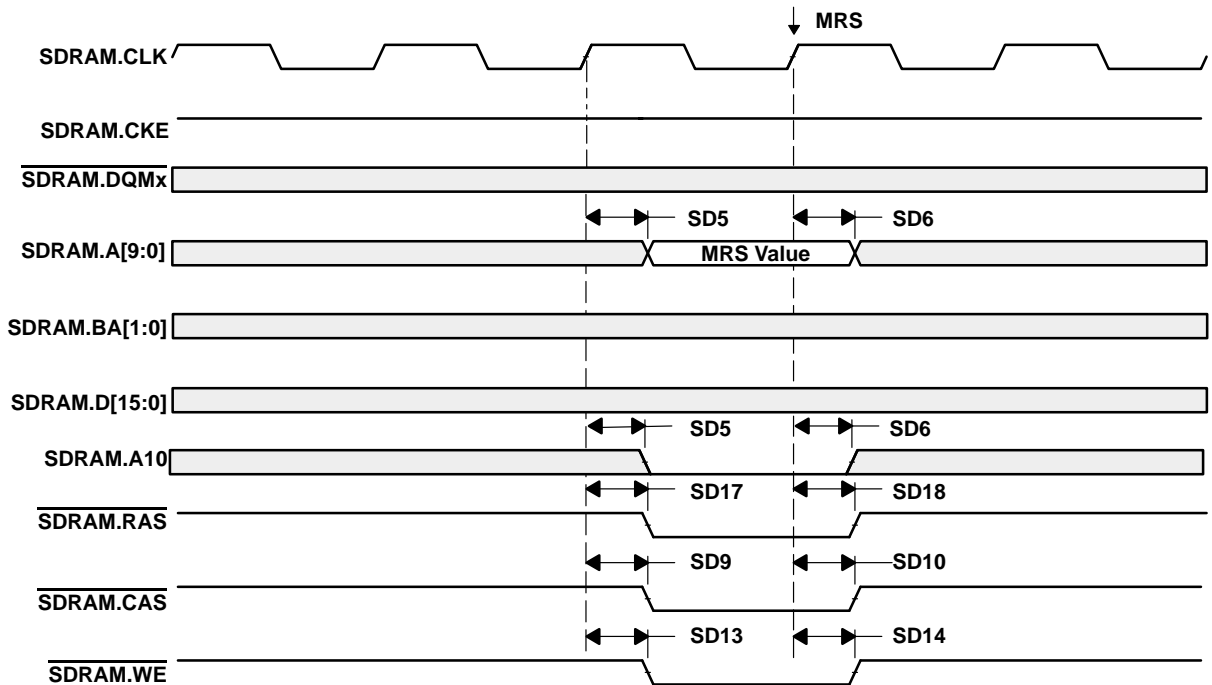 MRS
SDRAM.CLK
SDRAM.CKE
SDRAM.DQMx
SD5 SD6
SDRAM.A[9:0] MRS Value
SDRAM.BA[1:0]
SDRAM.D[15:0]
SD5 SD6
SDRAM.A10
SD17 SD18
SDRAM.RAS
SD9 SD10
SDRAM.CAS
SD13 SD14
SDRAM.WE